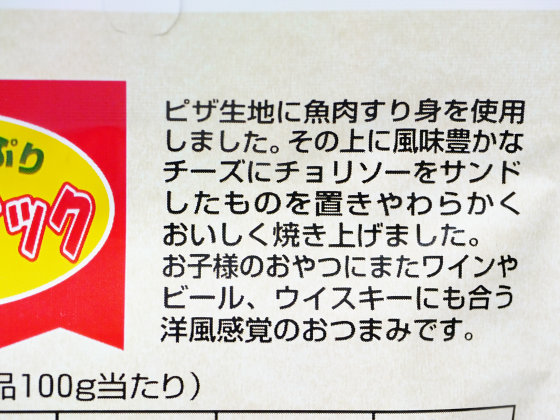 ぷり
ック
ピザ生地に魚肉すり身を使用
しました。その上に風味豊かな
チーズにチョリソーをサンド
したものを置きやわらかく
おいしく焼き上げました。
お子様のおやつにまたワインや
ビール、ウイスキーにも合う
洋風感覚のおつまみです。
品100g当たり）